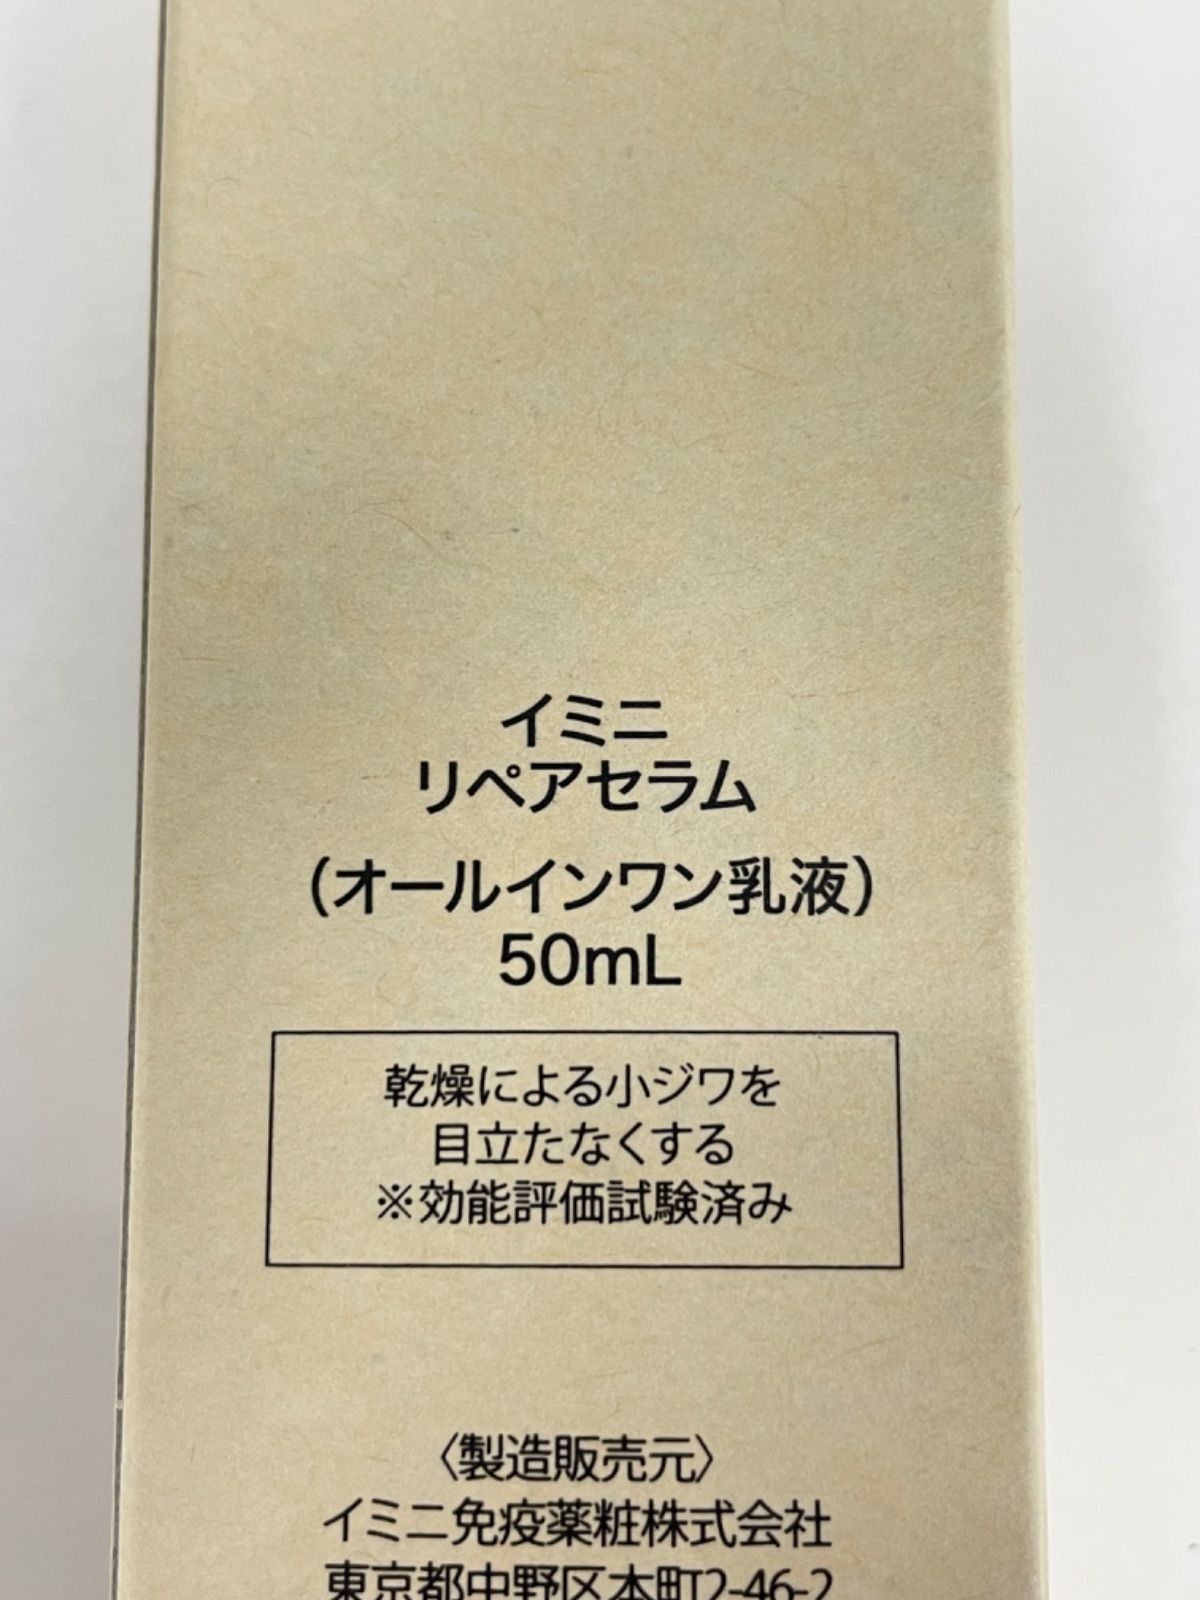 イミニ
リペアセラム
（オールインワン乳液）
50mL
乾燥による小ジワを
目立たなくする
※効能評価試験済み
〈製造販売元〉
イミニ免疫薬粧株式会社
東京都中野区本町2-46-2